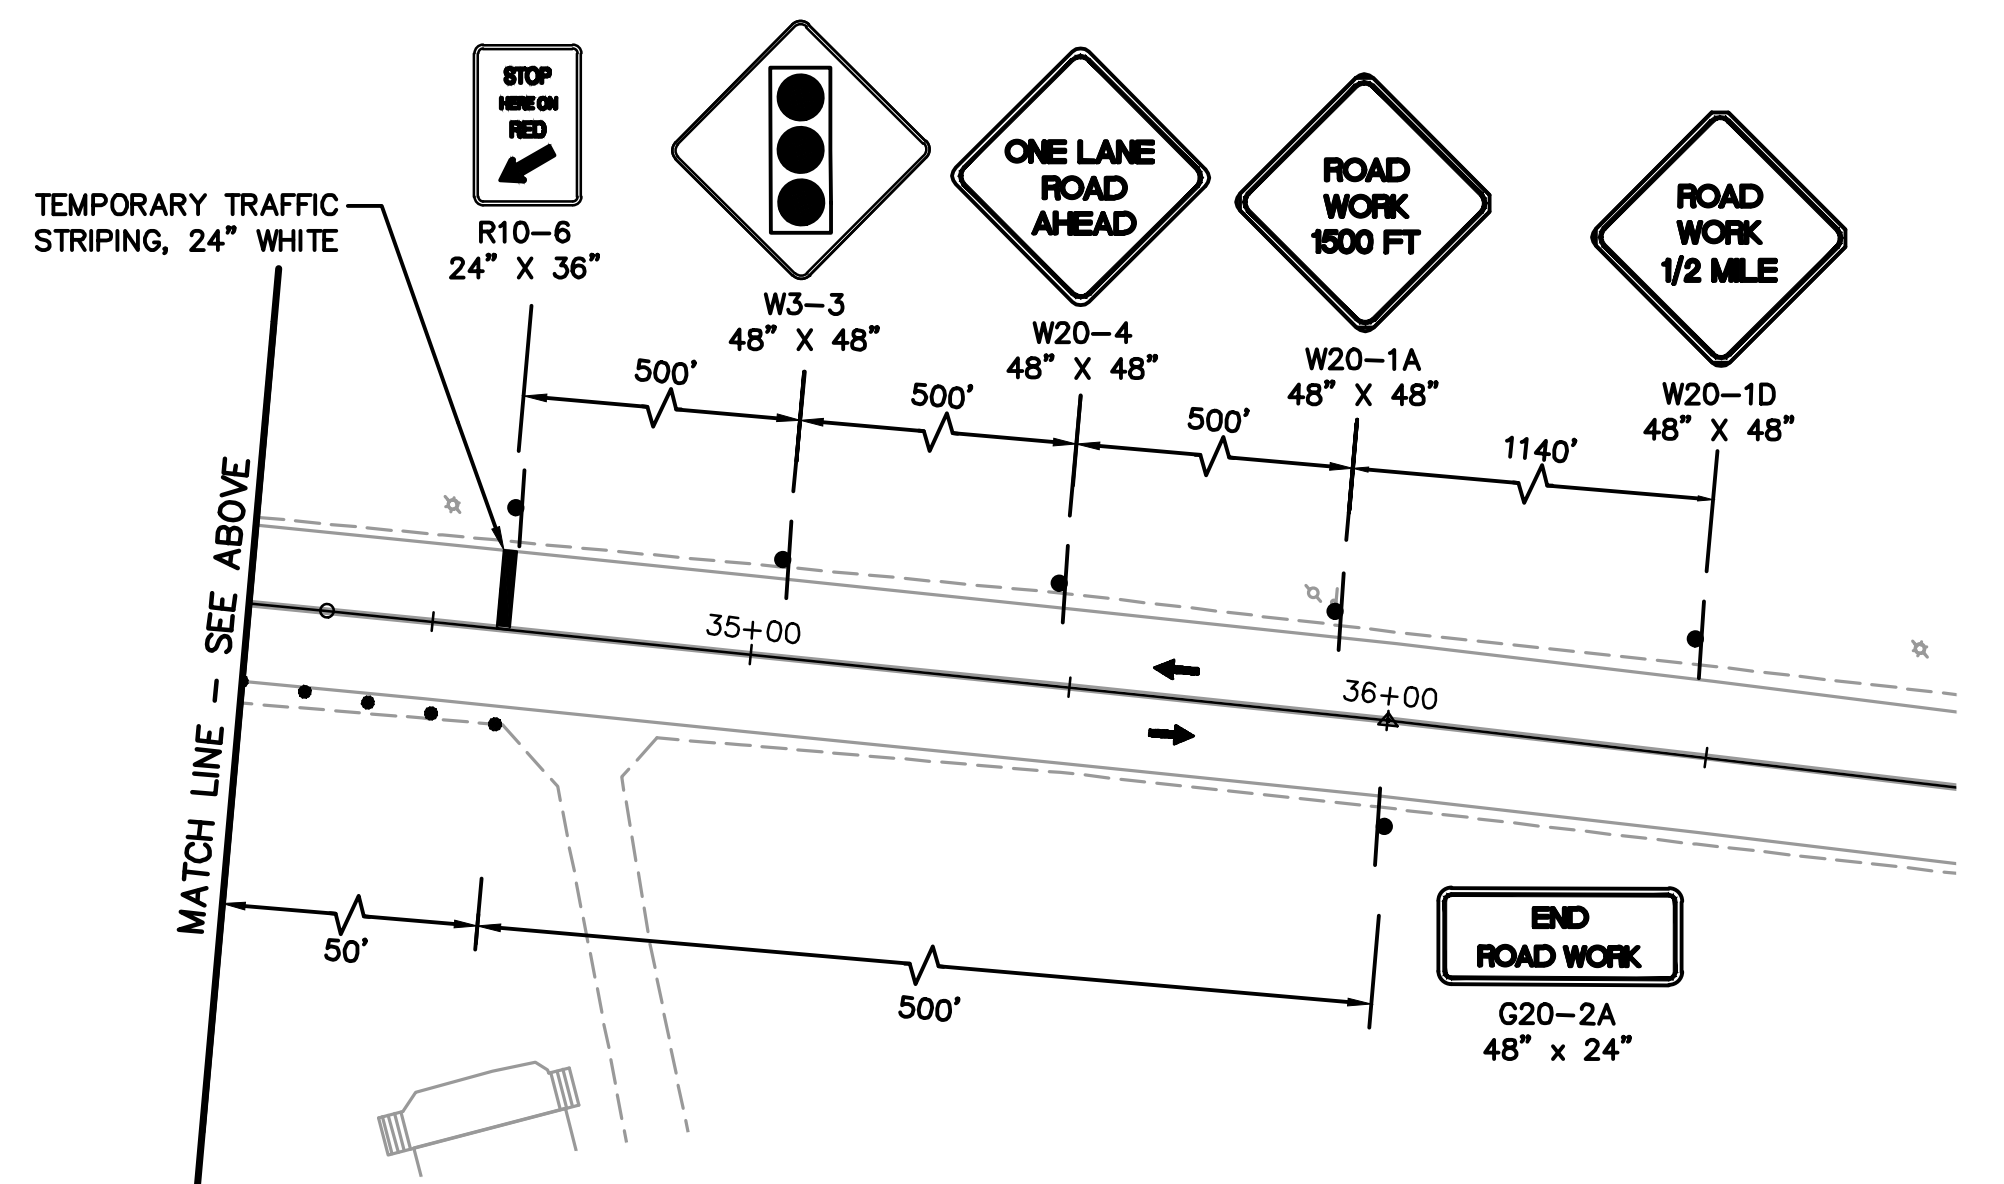 STOP
HERE ON
RED
R10-6
24" X 36"
W3-3
48" X 48"
ONE LANE
ROAD
AHEAD
W20-4
48" X 48"
ROAD
WORK
1500 FT
W20-1A
48" X 48"
ROAD
WORK
1/2 MILE
W20-1D
48" X 48"
TEMPORARY TRAFFIC
STRIPING, 24" WHITE
500'
500'
500'
1140'
MATCH LINE - SEE ABOVE
35+00
36+00
50'
500'
END
ROAD WORK
G20-2A
48" x 24"